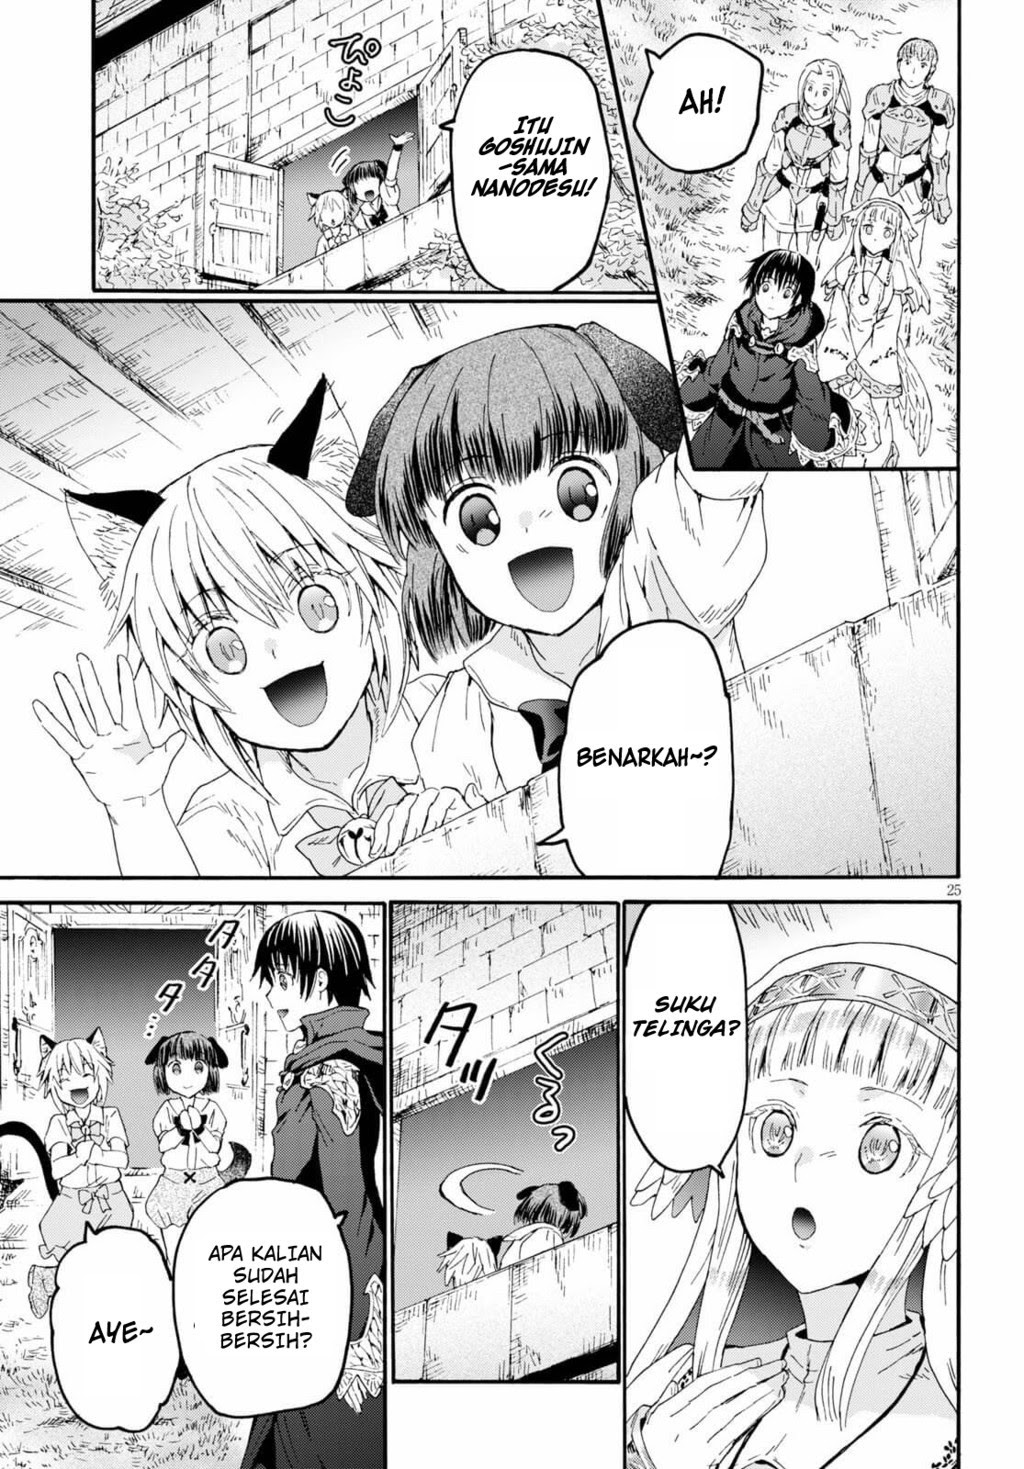 AH!
ITU
GOSHUJIN
-SAMA
NANODESU!
ぴょこ
BENARKAH~?
25
SUKU
TELINGA?
タッ
くるっ
タタタ
APA KALIAN
SUDAH
SELESAI
BERSIH-
BERSIH?
AYE~